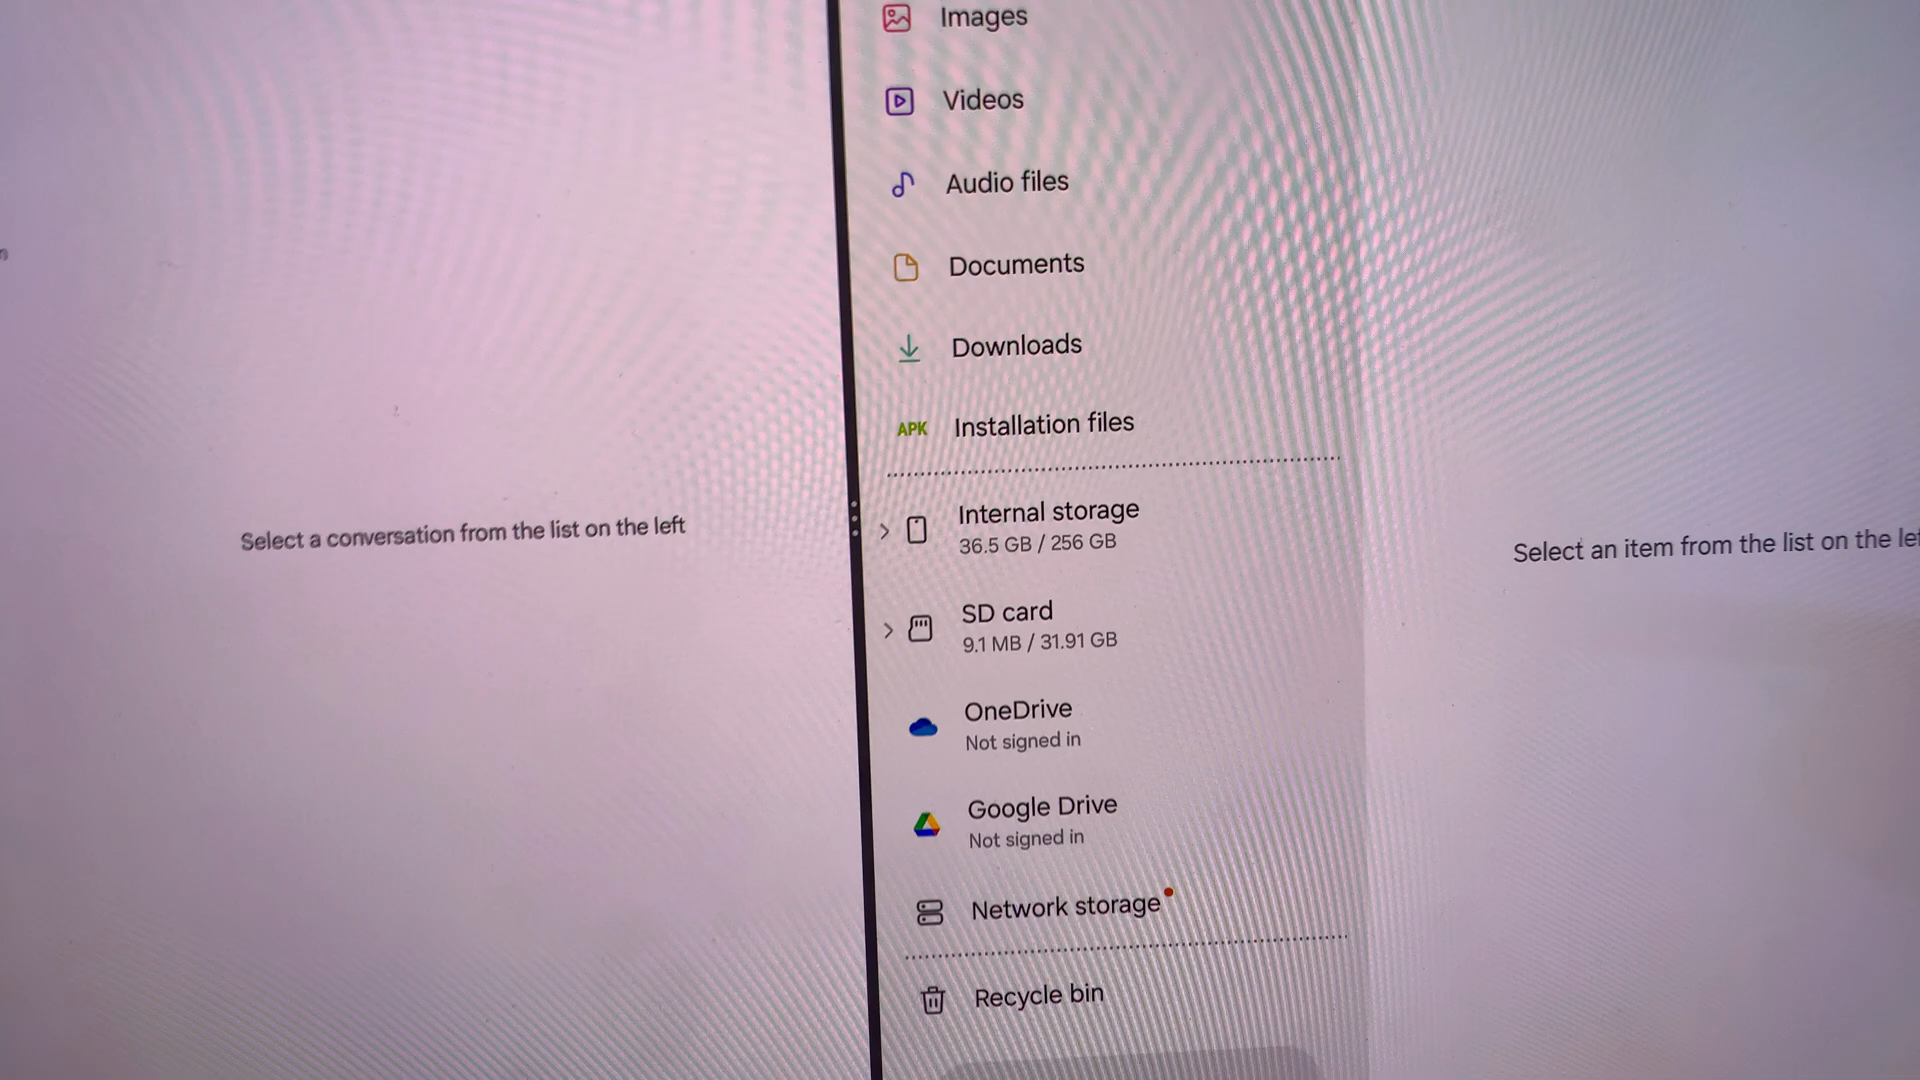 Select a conversation from the list on the left
Images
Videos
Audio files
Documents
Downloads
APK Installation files
Internal storage
36.5 GB / 256 GB
SD card
9.1 MB / 31.91 GB
OneDrive
Not signed in
Google Drive
Not signed in
Network storage
Recycle bin
Select an item from the list on the